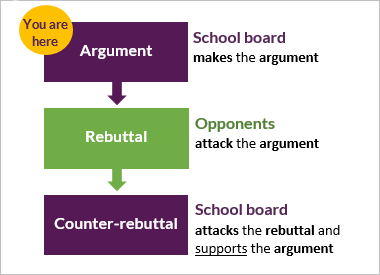 You are
here
Argument
School board
makes the argument
Rebuttal
Opponents
attack the argument
Counter-rebuttal
School board
attacks the rebuttal and
supports the argument